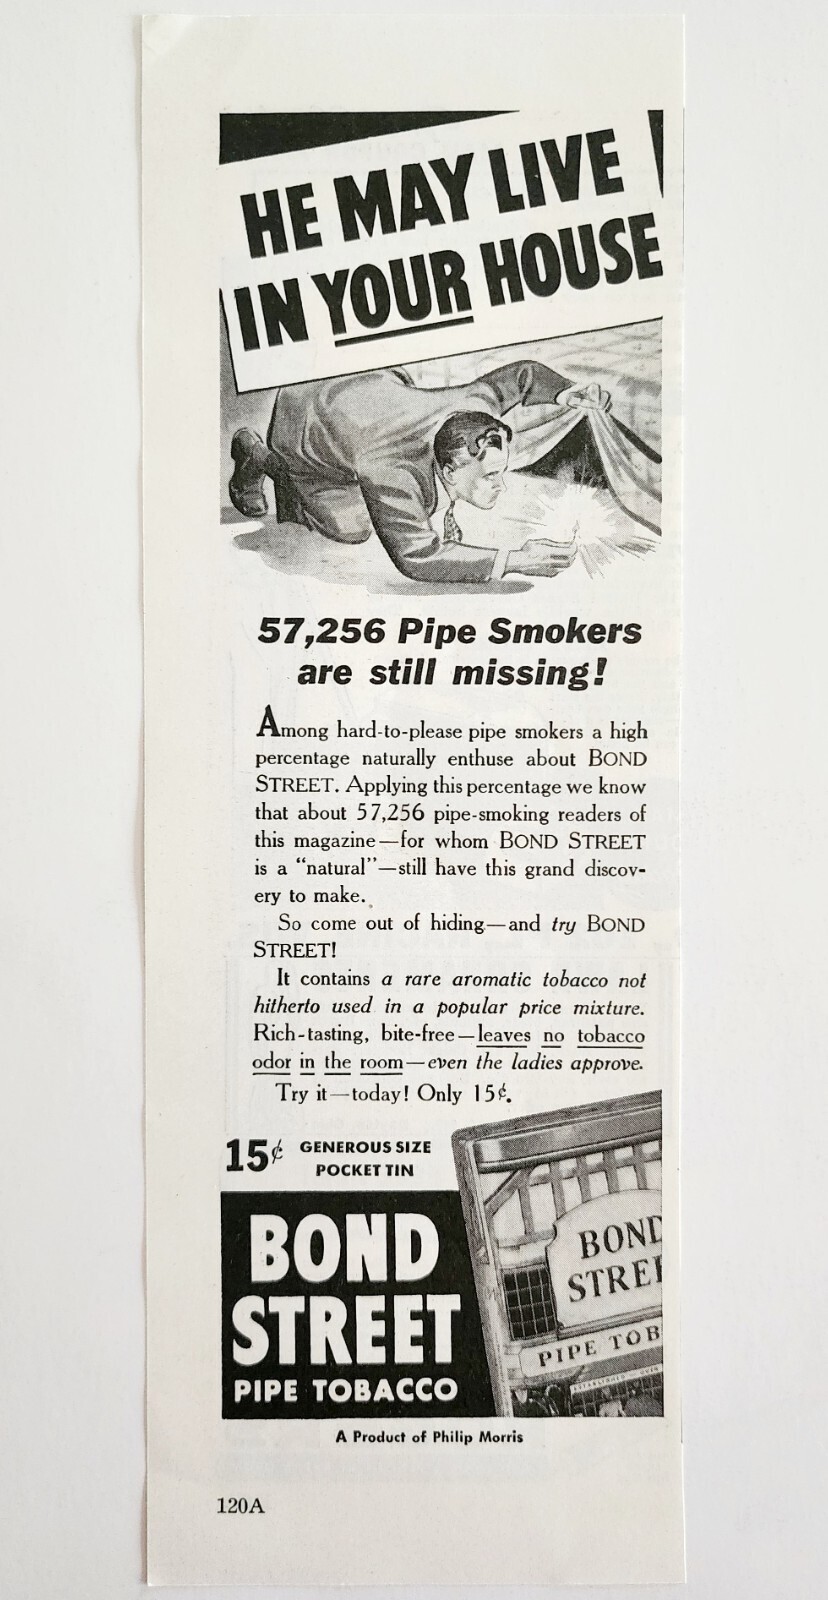 HE MAY LIVE
IN YOUR HOUSE
57,256 Pipe Smokers
are still missing!
Among hard-to-please pipe smokers a high
percentage naturally enthuse about BOND
STREET. Applying this percentage we know
that about 57,256 pipe-smoking readers of
this magazine—for whom BOND STREET
is a “natural”—still have this grand discov-
ery to make.
So come out of hiding—and try BOND
STREET!
It contains a rare aromatic tobacco not
hitherto used in a popular price mixture.
Rich-tasting, bite-free—leaves no tobacco
odor in the room—even the ladies approve.
Try it—today! Only 15¢.
15¢ GENEROUS SIZE
POCKET TIN
BOND
STREET
PIPE TOBACCO
BOND
STREE
PIPE TOB
ESTABLISHED
A Product of Philip Morris
120A